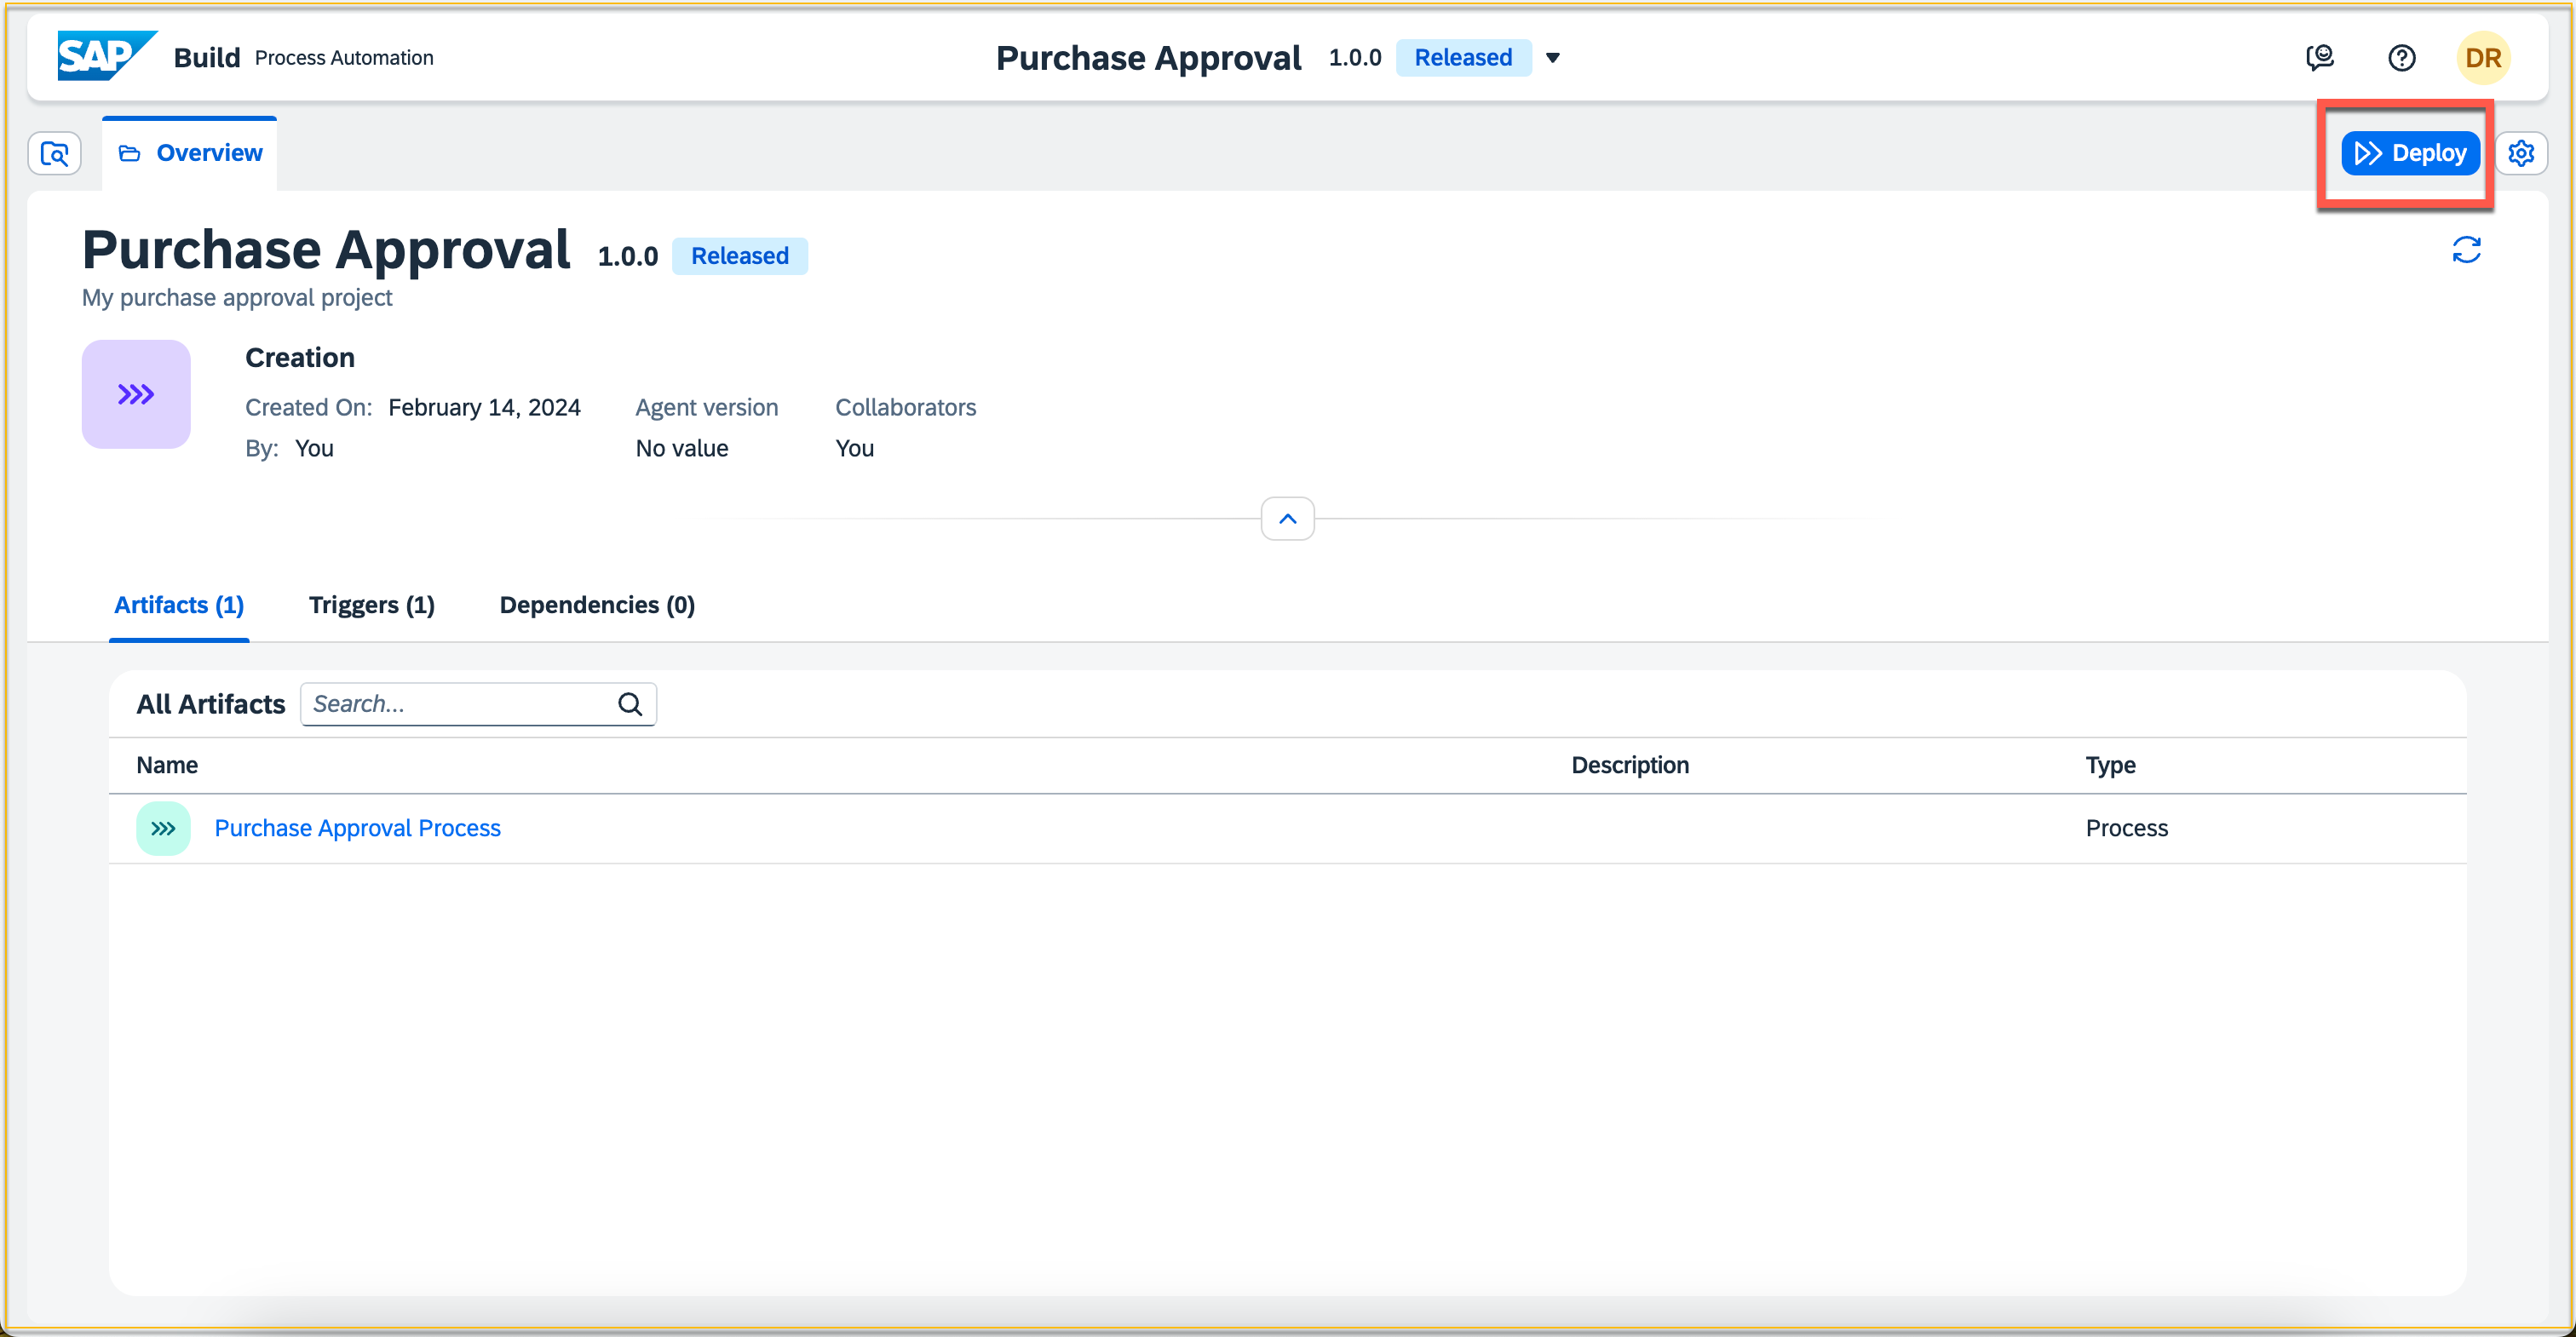 SAP Build Process Automation
Purchase Approval 1.0.0 Released
DR
Overview
Deploy
Purchase Approval 1.0.0 Released
My purchase approval project
Creation
Created On: February 14, 2024 Agent version Collaborators
By: You No value You
Artifacts (1) Triggers (1) Dependencies (0)
All Artifacts Search...
Name Description Type
Purchase Approval Process Process